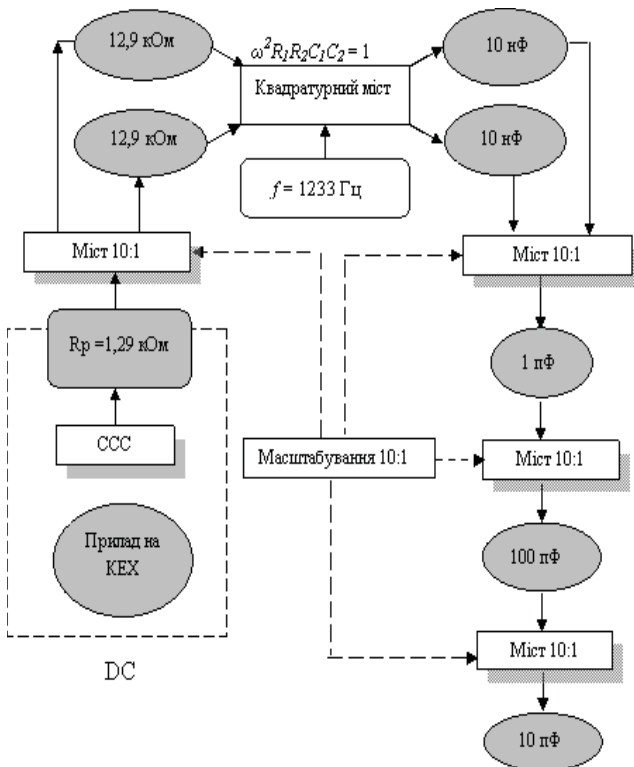 12,9 кОм
ω²R₁R₂C₁C₂ = 1
10 нФ
Квадратурний міст
12,9 кОм
10 нФ
f = 1233 Гц
Міст 10:1
Міст 10:1
Rp =1,29 кОм
1 пФ
ССС
Масштабування 10:1
Міст 10:1
Прилад на
КЕХ
100 пФ
Міст 10:1
DC
10 пФ